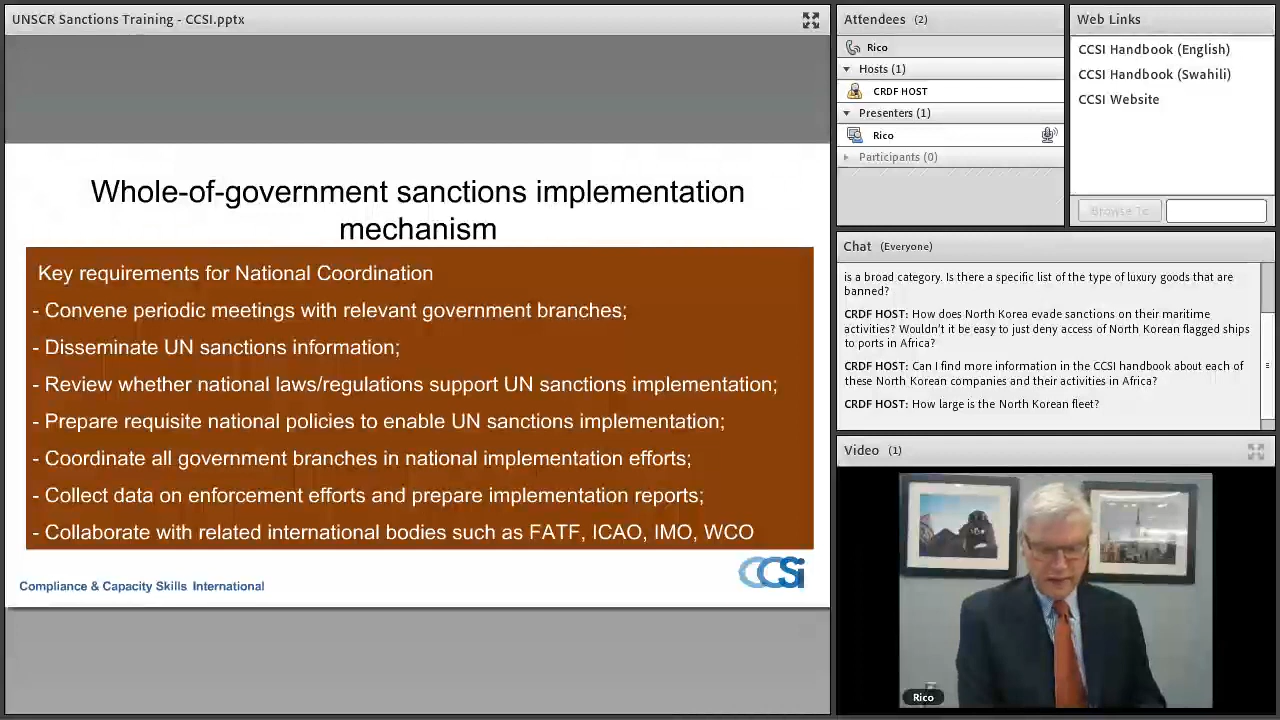 UNSCR Sanctions Training - CCSI.pptx
Whole-of-government sanctions implementation
mechanism
Key requirements for National Coordination
- Convene periodic meetings with relevant government branches;
- Disseminate UN sanctions information;
- Review whether national laws/regulations support UN sanctions implementation;
- Prepare requisite national policies to enable UN sanctions implementation;
- Coordinate all government branches in national implementation efforts;
- Collect data on enforcement efforts and prepare implementation reports;
- Collaborate with related international bodies such as FATF, ICAO, IMO, WCO
Compliance & Capacity Skills International
CCSi
Attendees (2)
Rico
Hosts (1)
CRDF HOST
Presenters (1)
Rico
Participants (0)
Web Links
CCSI Handbook (English)
CCSI Handbook (Swahili)
CCSI Website
Browse To
Chat (Everyone)
is a broad category. Is there a specific list of the type of luxury goods that are
banned?
CRDF HOST: How does North Korea evade sanctions on their maritime
activities? Wouldn't it be easy to just deny access of North Korean flagged ships
to ports in Africa?
CRDF HOST: Can I find more information in the CCSI handbook about each of
these North Korean companies and their activities in Africa?
CRDF HOST: How large is the North Korean fleet?
Video (1)
Rico